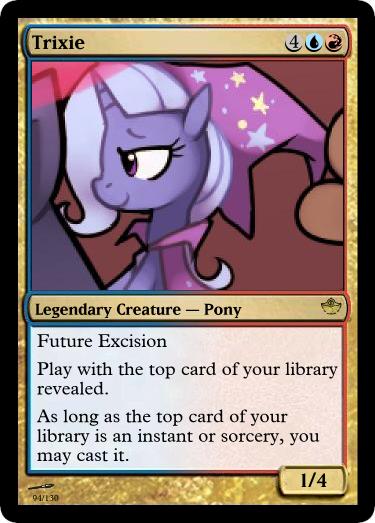 Trixie 4
Legendary Creature — Pony
Future Excision
Play with the top card of your library
revealed.
As long as the top card of your
library is an instant or sorcery, you
may cast it.
1/4
94/130